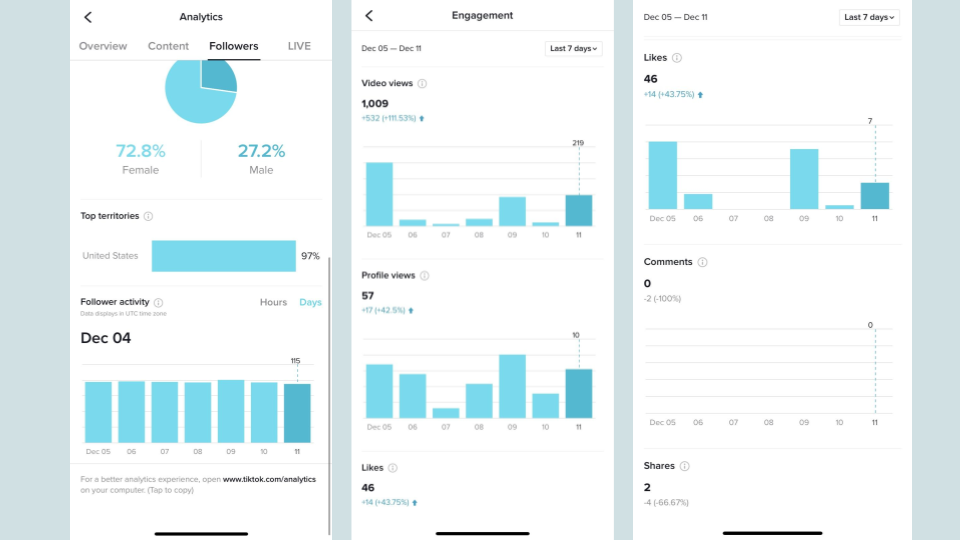 Analytics
Overview Content Followers LIVE
72.8% 27.2%
Female Male
Top territories
United States 97%
Follower activity Hours Days
Data displays in UTC time zone
Dec 04
115
Dec 05 06 07 08 09 10 11
For a better analytics experience, open www.tiktok.com/analytics
on your computer. (Tap to copy)
Engagement
Dec 05 — Dec 11 Last 7 days
Video views
1,009
+532 (+111.53%)
219
Dec 05 06 07 08 09 10 11
Profile views
57
+17 (+42.5%)
10
Dec 05 06 07 08 09 10 11
Likes
46
+14 (+43.75%)
Dec 05 — Dec 11 Last 7 days
Likes
46
+14 (+43.75%)
7
Dec 05 06 07 08 09 10 11
Comments
0
-2 (-100%)
0
Dec 05 06 07 08 09 10 11
Shares
2
-4 (-66.67%)